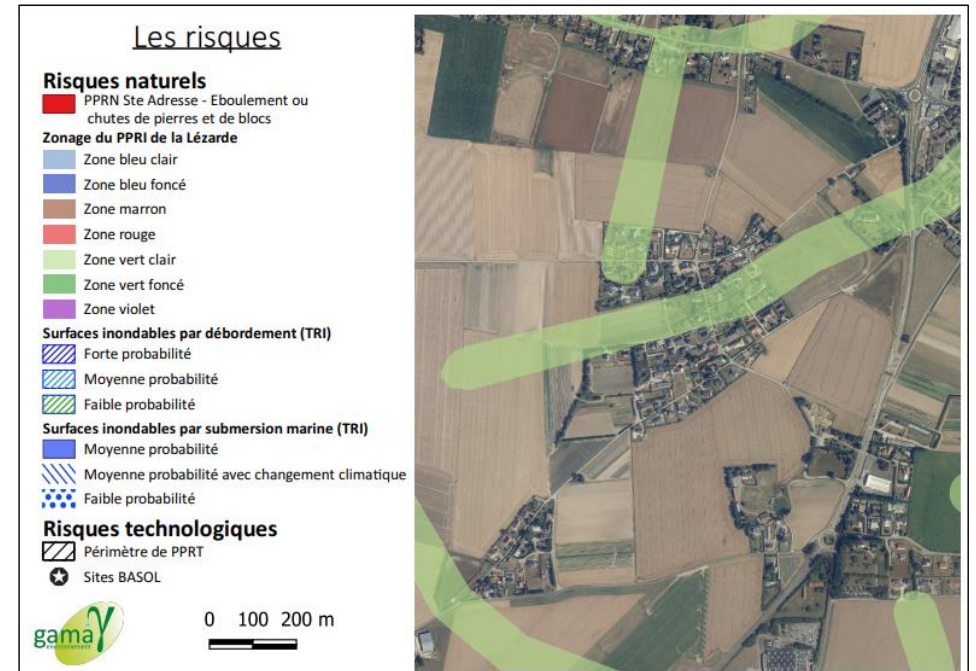 Les risques
Risques naturels
PPRN Ste Adresse - Eboulement ou
chutes de pierres et de blocs
Zonage du PPRI de la Lézarde
Zone bleu clair
Zone bleu foncé
Zone marron
Zone rouge
Zone vert clair
Zone vert foncé
Zone violet
Surfaces inondables par débordement (TRI)
Forte probabilité
Moyenne probabilité
Faible probabilité
Surfaces inondables par submersion marine (TRI)
Moyenne probabilité
Moyenne probabilité avec changement climatique
Faible probabilité
Risques technologiques
Périmètre de PPRT
Sites BASOL
gama
environnement
0 100 200 m